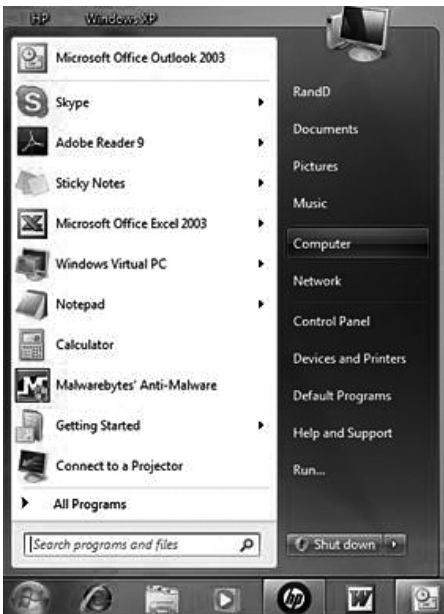 HP Windows XP
Microsoft Office Outlook 2003
Skype
Adobe Reader 9
Sticky Notes
Microsoft Office Excel 2003
Windows Virtual PC
Notepad
Calculator
Malwarebytes' Anti-Malware
Getting Started
Connect to a Projector
All Programs
Search programs and files
RandD
Documents
Pictures
Music
Computer
Network
Control Panel
Devices and Printers
Default Programs
Help and Support
Run...
Shut down
hp
W